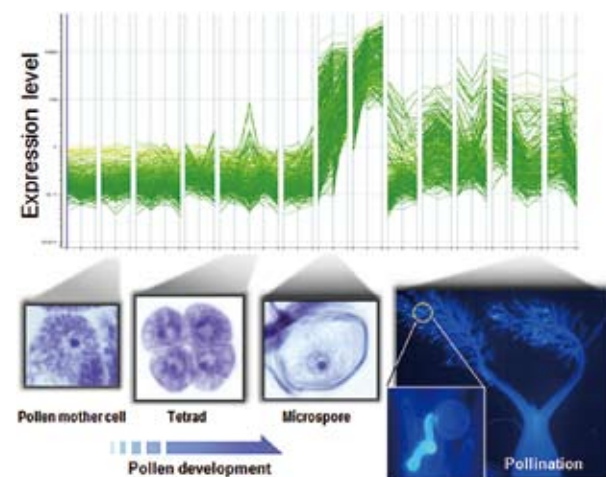 Expression level
Pollen mother cell
Tetrad
Microspore
Pollen development
Pollination